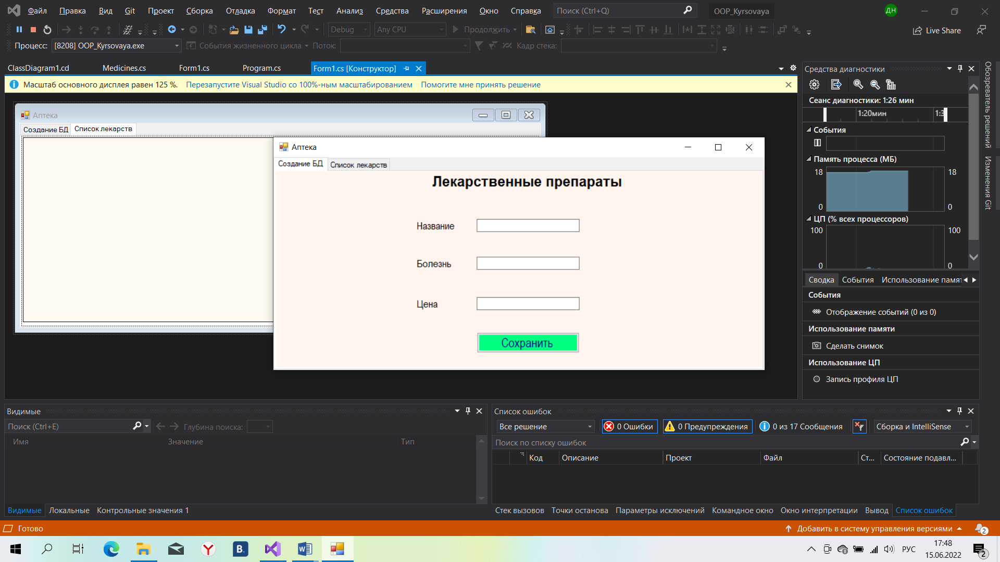 Файл Правка Вид Git Проект Сборка Отладка Формат Тест Анализ Средства Расширения Окно Справка Поиск (Ctrl+Q) OOP_Kyrsovaya ДН
Debug Any CPU Продолжить Live Share
Процесс: [8208] OOP_Kyrsovaya.exe События жизненного цикла Поток: Кадр стека:
ClassDiagram1.cd Medicines.cs Form1.cs Program.cs Form1.cs [Конструктор]
Масштаб основного дисплея равен 125 %. Перезапустите Visual Studio со 100%-ным масштабированием Помогите мне принять решение
Аптека
Создание БД Список лекарств
Аптека
Создание БД Список лекарств
Лекарственные препараты
Название
Болезнь
Цена
Сохранить
Средства диагностики
Сеанс диагностики: 1:26 мин
1:20мин 1:3
События
Память процесса (МБ)
18 18
0 0
ЦП (% всех процессоров)
100 100
0 0
Сводка События Использование памят
События
Отображение событий (0 из 0)
Использование памяти
Сделать снимок
Использование ЦП
Запись профиля ЦП
Обозреватель решений
Изменения Git
Видимые
Поиск (Ctrl+E) Глубина поиска:
Имя Значение Тип
Видимые Локальные Контрольные значения 1
Список ошибок
Все решение 0 Ошибки 0 Предупреждения 0 из 17 Сообщения Сборка и IntelliSense
Поиск по списку ошибок
Код Описание Проект Файл Ст... Состояние подавл...
Стек вызовов Точки останова Параметры исключений Командное окно Окно интерпретации Вывод Список ошибок
Готово Добавить в систему управления версиями 2
B. РУС 17:48
15.06.2022 2